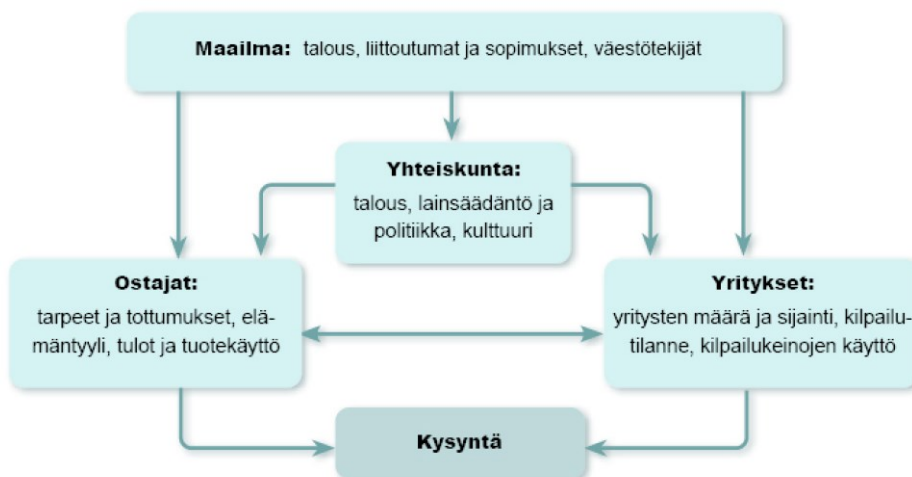 Maailma: talous, liittoutumat ja sopimukset, väestötekijät
Yhteiskunta:
talous, lainsäädäntö ja
politiikka, kulttuuri
Ostajat:
tarpeet ja tottumukset, elä-
mäntyyli, tulot ja tuotekäyttö
Yritykset:
yritysten määrä ja sijainti, kilpailu-
tilanne, kilpailukeinojen käyttö
Kysyntä